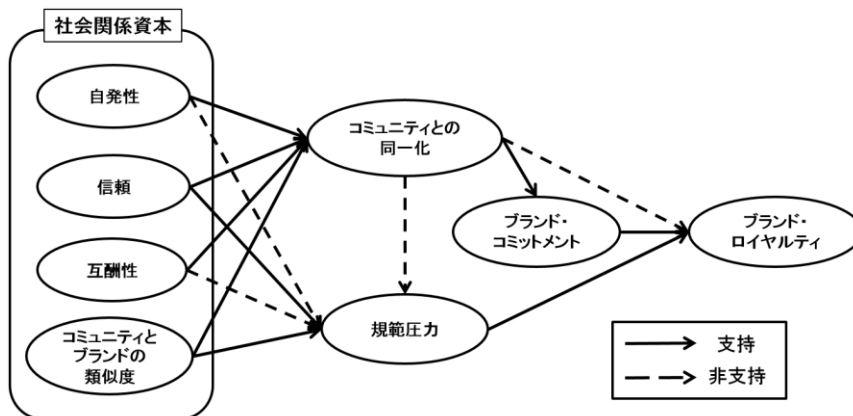 社会関係資本
自発性
信頼
互酬性
コミュニティと
ブランドの
類似度
コミュニティとの
同一化
規範圧力
ブランド・
コミットメント
ブランド・
ロイヤルティ
支持
非支持